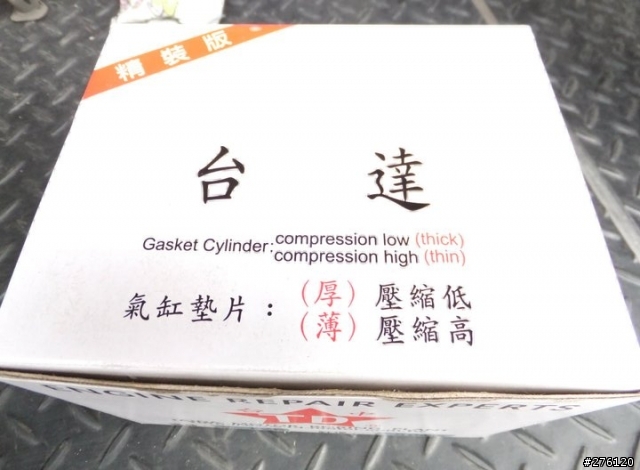 精裝版
台達
Gasket Cylinder: compression low (thick)
compression high (thin)
氣缸墊片：（厚）壓縮低
（薄）壓縮高
ENGINE REPAIR EXPERTS
#276120